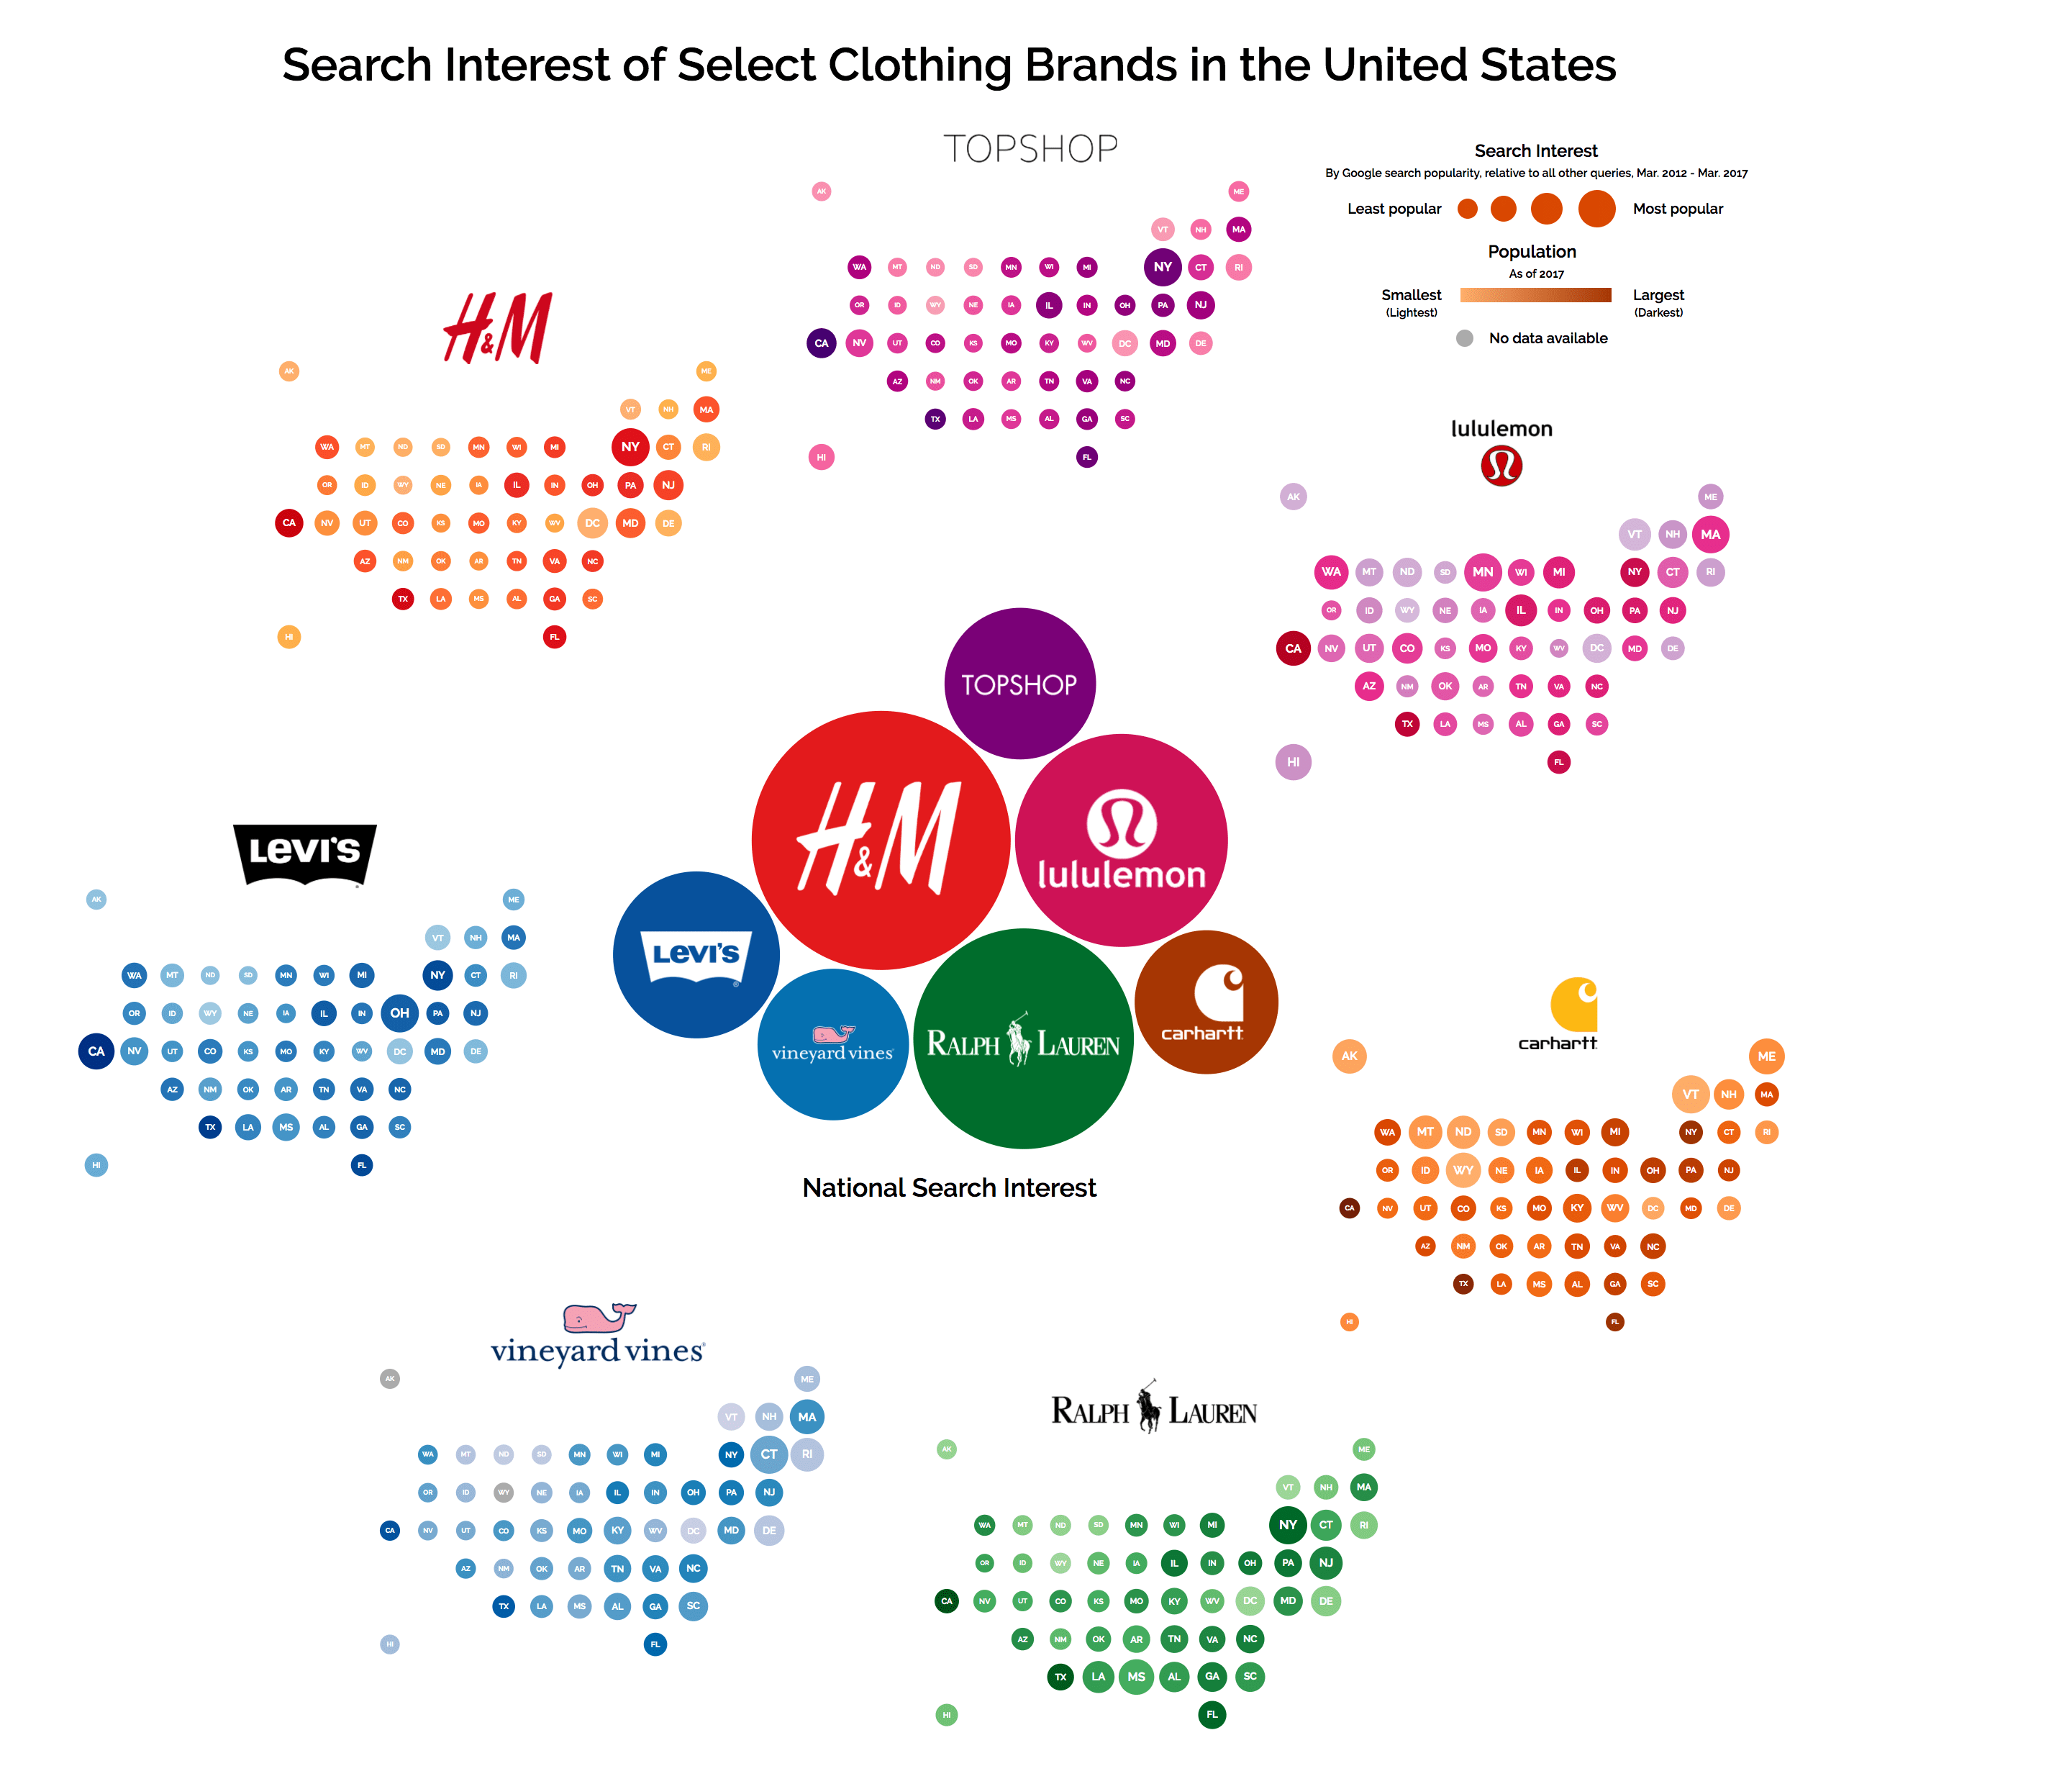 Search Interest of Select Clothing Brands in the United States
TOPSHOP
AK ME
VT NH MA
WA MT ND SD MN WI MI NY CT RI
OR ID WY NE IA IL IN OH PA NJ
CA NV UT CO KS MO KY WV DC MD DE
AZ NM OK AR TN VA NC
TX LA MS AL GA SC
HI FL
Search Interest
By Google search popularity, relative to all other queries, Mar. 2012 - Mar. 2017
Least popular Most popular
Population
As of 2017
Smallest Largest
(Lightest) (Darkest)
No data available
H&M
AK ME
VT NH MA
WA MT ND SD MN WI MI NY CT RI
OR ID WY NE IA IL IN OH PA NJ
CA NV UT CO KS MO KY WV DC MD DE
AZ NM OK AR TN VA NC
TX LA MS AL GA SC
HI FL
lululemon
AK ME
VT NH MA
WA MT ND SD MN WI MI NY CT RI
OR ID WY NE IA IL IN OH PA NJ
CA NV UT CO KS MO KY WV DC MD DE
AZ NM OK AR TN VA NC
TX LA MS AL GA SC
HI FL
TOPSHOP
H&M
lululemon
LEVI'S
vineyard vines
RALPH LAUREN
carhartt
National Search Interest
LEVI'S
AK ME
VT NH MA
WA MT ND SD MN WI MI NY CT RI
OR ID WY NE IA IL IN OH PA NJ
CA NV UT CO KS MO KY WV DC MD DE
AZ NM OK AR TN VA NC
TX LA MS AL GA SC
HI FL
carhartt
AK ME
VT NH MA
WA MT ND SD MN WI MI NY CT RI
OR ID WY NE IA IL IN OH PA NJ
CA NV UT CO KS MO KY WV DC MD DE
AZ NM OK AR TN VA NC
TX LA MS AL GA SC
HI FL
vineyard vines®
AK ME
VT NH MA
WA MT ND SD MN WI MI NY CT RI
OR ID WY NE IA IL IN OH PA NJ
CA NV UT CO KS MO KY WV DC MD DE
AZ NM OK AR TN VA NC
TX LA MS AL GA SC
HI FL
RALPH LAUREN
AK ME
VT NH MA
WA MT ND SD MN WI MI NY CT RI
OR ID WY NE IA IL IN OH PA NJ
CA NV UT CO KS MO KY WV DC MD DE
AZ NM OK AR TN VA NC
TX LA MS AL GA SC
HI FL